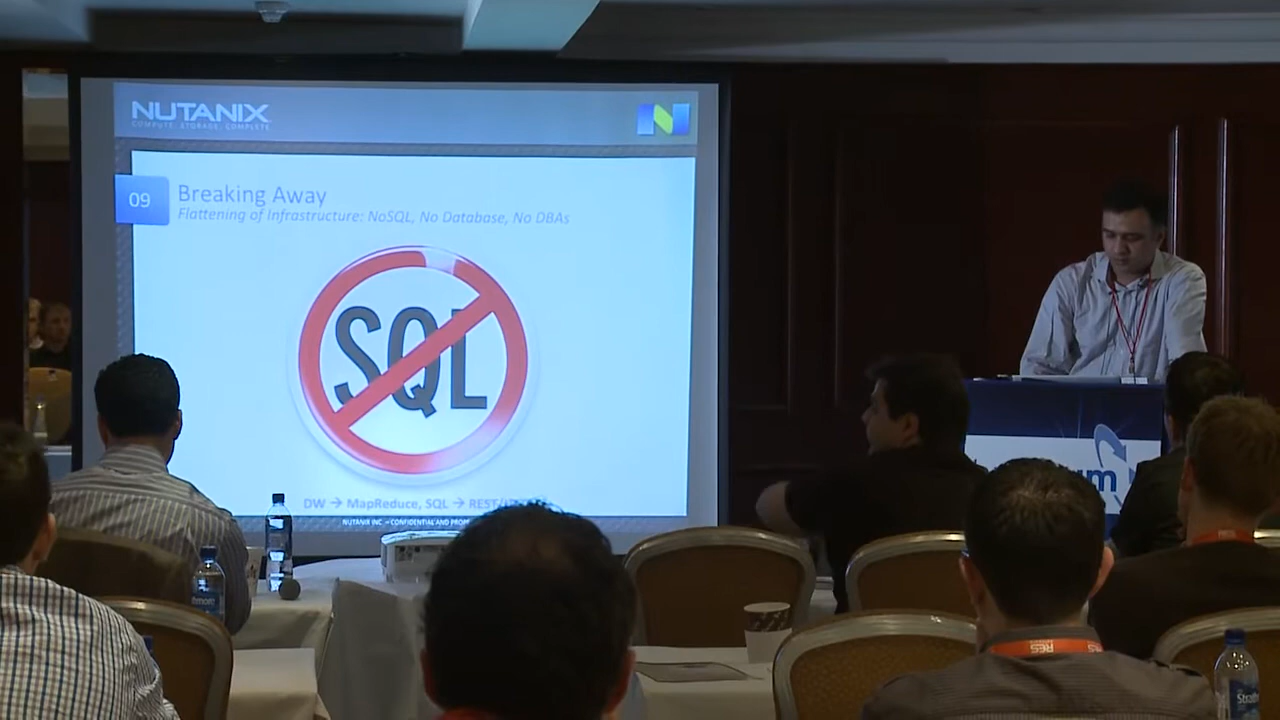 NUTANIX
COMPUTE. STORAGE. COMPLETE.
N
09
Breaking Away
Flattening of Infrastructure: NoSQL, No Database, No DBAs
SQL
DW → MapReduce, SQL → REST/
NUTANIX INC. – CONFIDENTIAL AND
RES